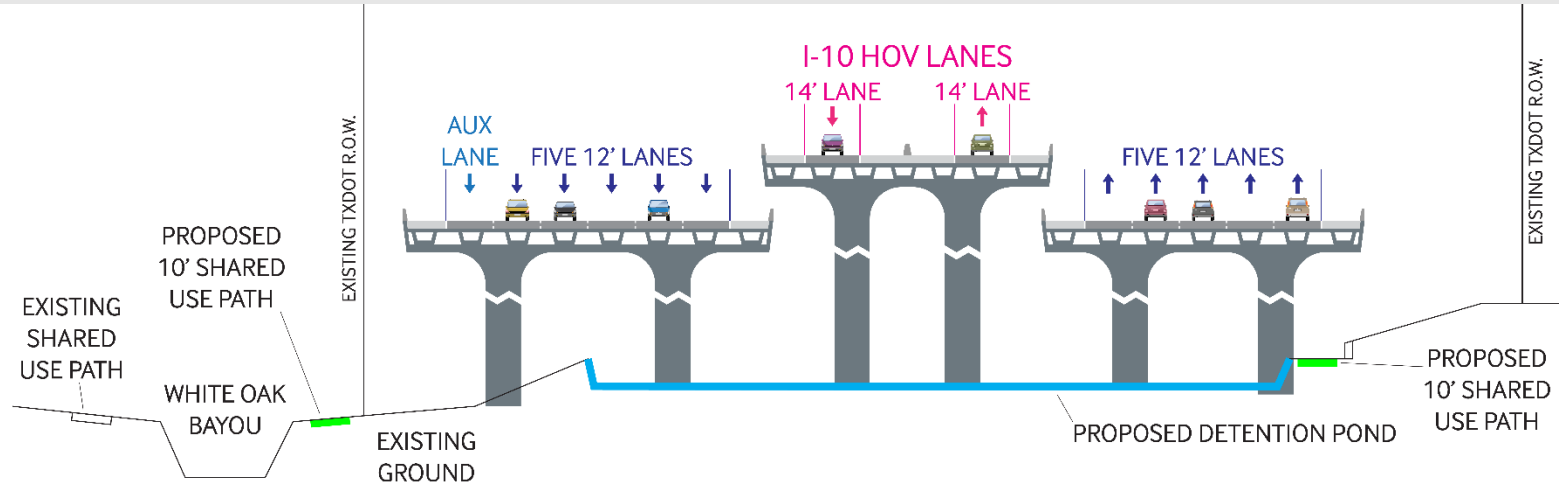 I-10 HOV LANES
14' LANE
14' LANE
AUX
LANE
FIVE 12' LANES
FIVE 12' LANES
EXISTING TXDOT R.O.W.
EXISTING TXDOT R.O.W.
PROPOSED
10' SHARED
USE PATH
EXISTING
SHARED
USE PATH
WHITE OAK
BAYOU
EXISTING
GROUND
PROPOSED DETENTION POND
PROPOSED
10' SHARED
USE PATH